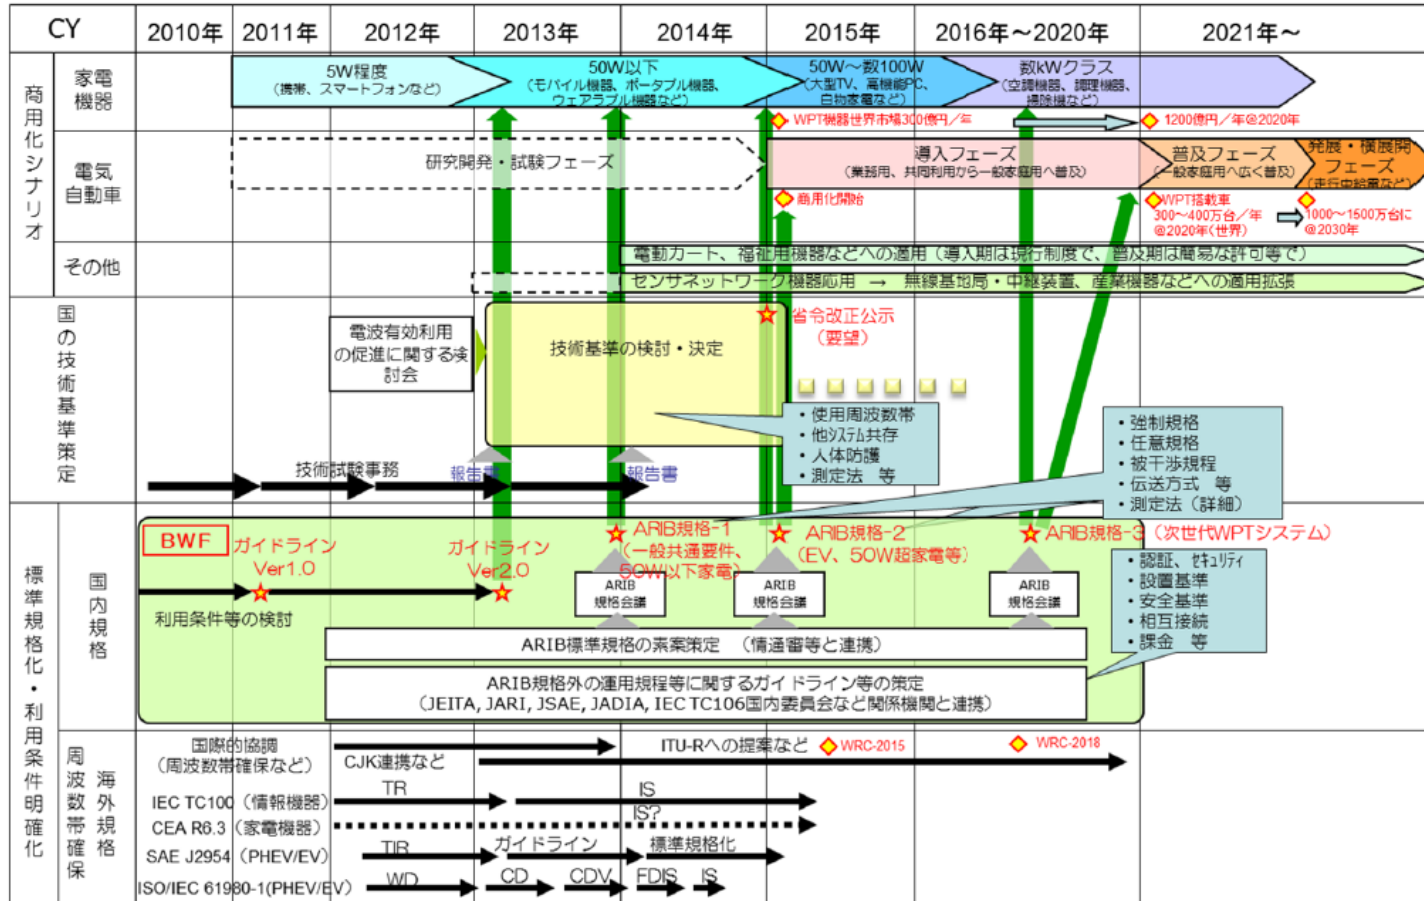 CY
2010年
2011年
2012年
2013年
2014年
2015年
2016年～2020年
2021年～
商用化シナリオ
家電
機器
5W程度
（携帯、スマートフォンなど）
50W以下
（モバイル機器、ポータブル機器、
ウェアラブル機器など）
50W～数100W
（大型TV、高機能PC、
白物家電など）
数kWクラス
（空調機器、調理機器、
掃除機など）
WPT機器世界市場300億円／年
1200億円／年@2020年
電気
自動車
研究開発・試験フェーズ
導入フェーズ
（業務用、共同利用から一般家庭用へ普及）
普及フェーズ
（一般家庭用へ広く普及）
発展・横展開
フェーズ
（走行中給電など）
商用化開始
WPT搭載車
300～400万台／年
@2020年（世界）
1000～1500万台に
@2030年
その他
電動カート、福祉用機器などへの適用（導入期は現行制度で、普及期は簡易な許可等で）
センサネットワーク機器応用　→　無線基地局・中継装置、産業機器などへの適用拡張
国の技術基準策定
電波有効利用
の促進に関する検
討会
技術基準の検討・決定
省令改正公示
（要望）
・使用周波数帯
・他ｼｽﾃﾑ共存
・人体防護
・測定法　等
・強制規格
・任意規格
・被干渉規程
・伝送方式　等
・測定法（詳細）
技術試験事務
報告書
報告書
標準規格化・利用条件明確化
国内規格
BWF
ガイドライン
Ver1.0
ガイドライン
Ver2.0
ARIB規格-1
（一般共通要件、
50W以下家電）
ARIB規格-2
（EV、50W超家電等）
ARIB規格-3（次世代WPTシステム）
利用条件等の検討
ARIB
規格会議
ARIB
規格会議
ARIB
規格会議
・認証、ｾｷｭﾘﾃｨ
・設置基準
・安全基準
・相互接続
・課金　等
ARIB標準規格の素案策定　（情通審等と連携）
ARIB規格外の運用規程等に関するガイドライン等の策定
（JEITA, JARI, JSAE, JADIA, IEC TC106国内委員会など関係機関と連携）
周波数帯確保
海外規格
国際的協調
（周波数帯確保など）
CJK連携など
ITU-Rへの提案など
WRC-2015
WRC-2018
IEC TC100（情報機器）
TR
IS
CEA R6.3（家電機器）
IS?
SAE J2954（PHEV/EV）
TIR
ガイドライン
標準規格化
ISO/IEC 61980-1(PHEV/EV)
WD
CD
CDV
FDIS
IS